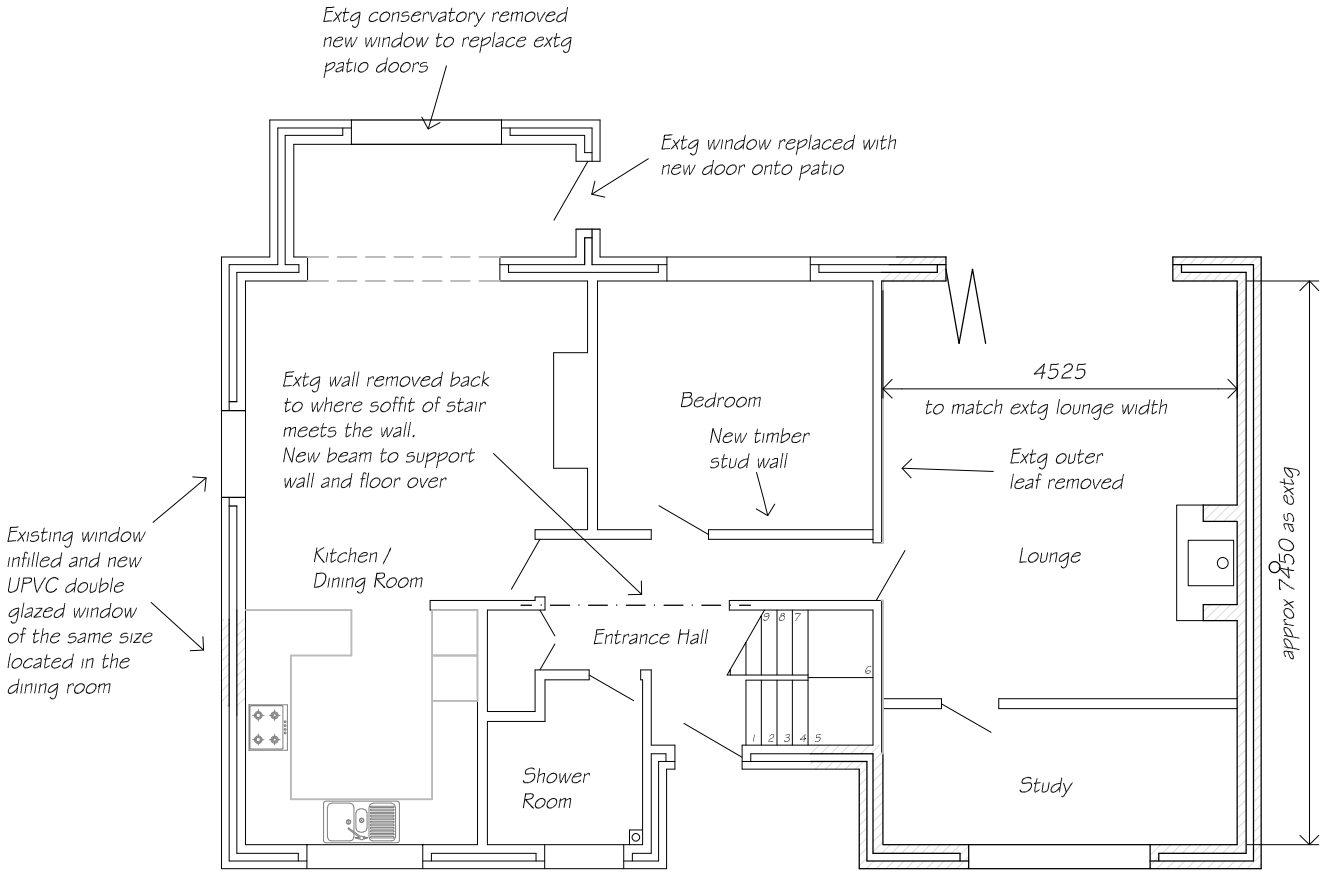 Extg conservatory removed
new window to replace extg
patio doors
Extg window replaced with
new door onto patio
Extg wall removed back
to where soffit of stair
meets the wall.
New beam to support
wall and floor over
Bedroom
New timber
stud wall
4525
to match extg lounge width
Extg outer
leaf removed
approx 7450 as extg
Existing window
infilled and new
UPVC double
glazed window
of the same size
located in the
dining room
Kitchen /
Dining Room
Lounge
Entrance Hall
9 8 7
6
1 2 3 4 5
Shower
Room
Study